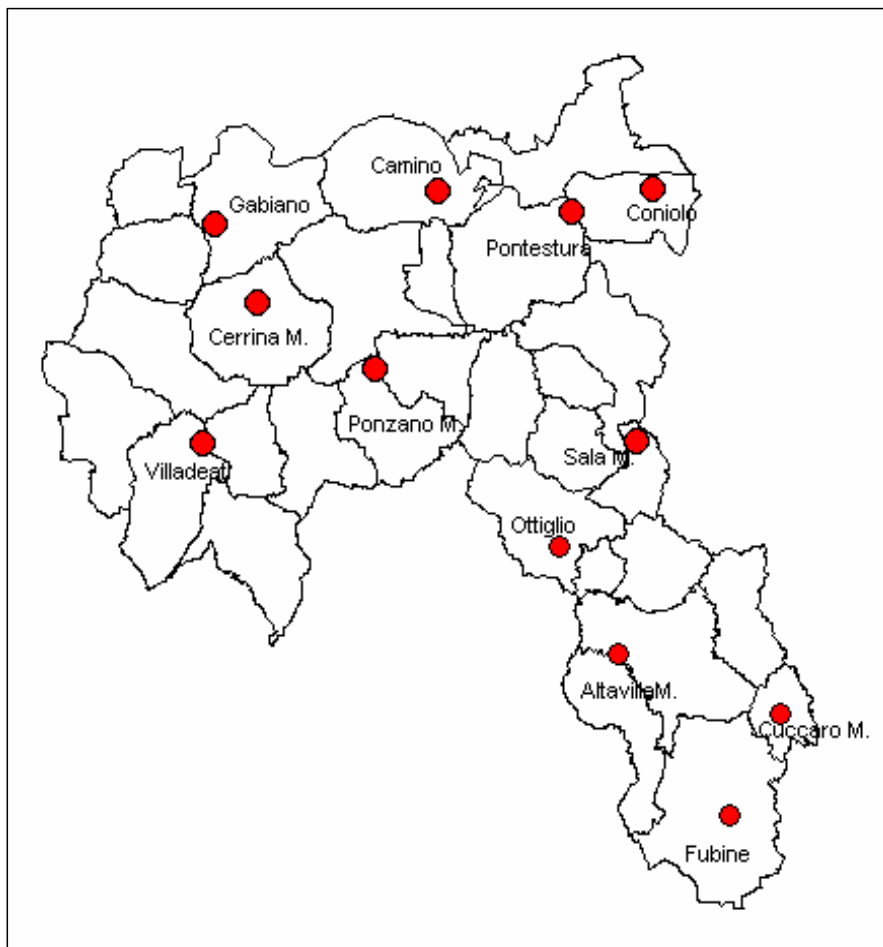 Camino
Gabiano
Coniolo
Pontestura
Cerrina M.
Ponzano M.
Sala M.
Villadeati
Ottiglio
AltavillaM.
Cuccaro M.
Fubine